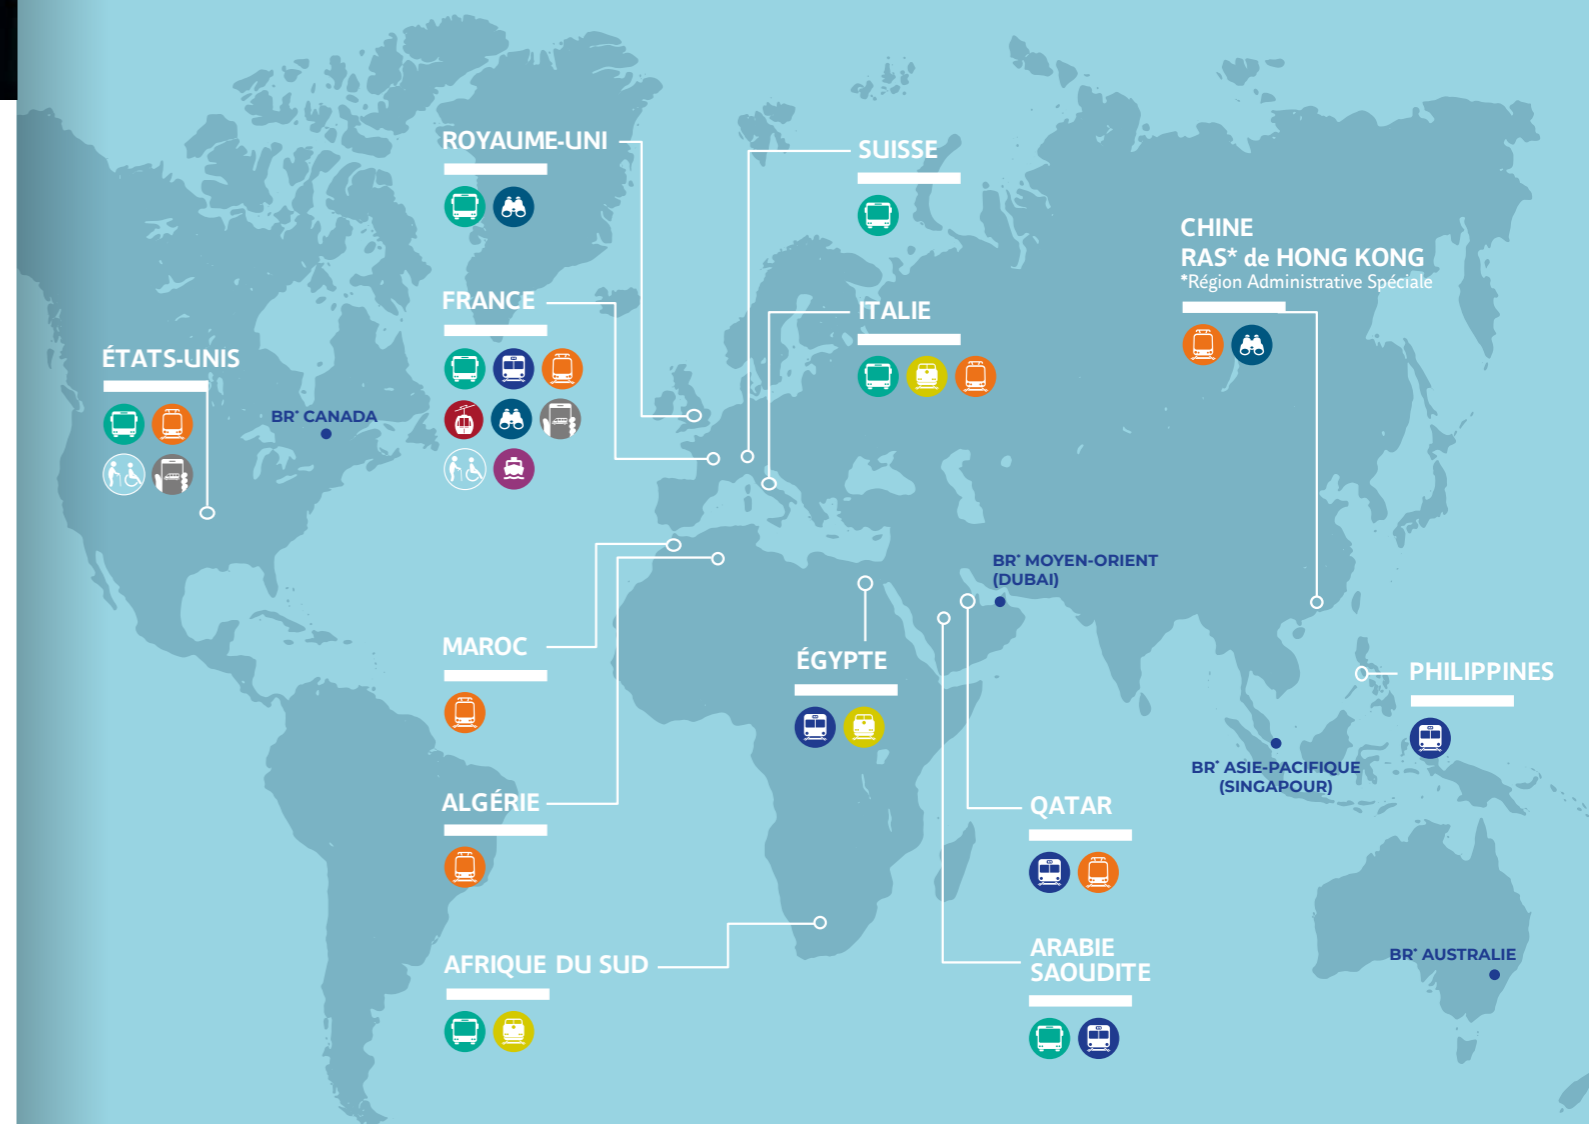 ROYAUME-UNI
SUISSE
CHINE
RAS* de HONG KONG
*Région Administrative Spéciale
FRANCE
ITALIE
ÉTATS-UNIS
BR* CANADA
BR* MOYEN-ORIENT
(DUBAI)
MAROC
ÉGYPTE
PHILIPPINES
BR* ASIE-PACIFIQUE
(SINGAPOUR)
ALGÉRIE
QATAR
AFRIQUE DU SUD
ARABIE
SAOUDITE
BR* AUSTRALIE